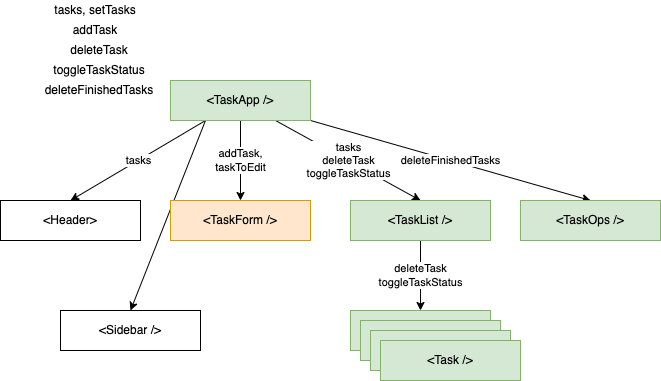 tasks, setTasks
addTask
deleteTask
toggleTaskStatus
deleteFinishedTasks
<TaskApp />
tasks
addTask,
taskToEdit
tasks
deleteTask
toggleTaskStatus
deleteFinishedTasks
<Header>
<TaskForm />
<TaskList />
<TaskOps />
deleteTask
toggleTaskStatus
<Sidebar />
<Task />